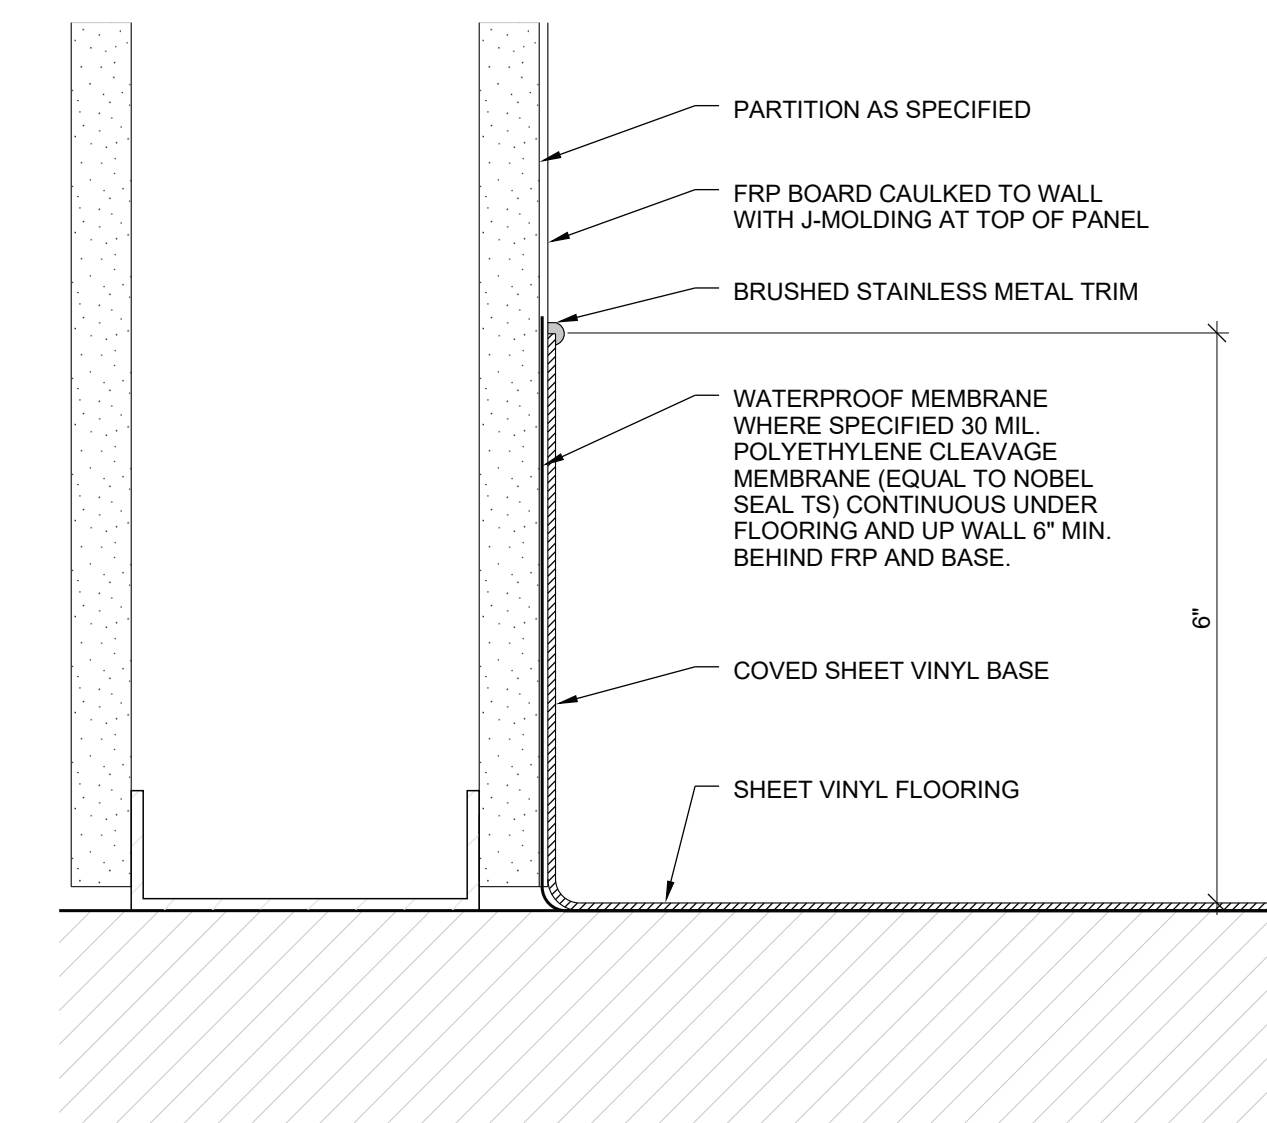 PARTITION AS SPECIFIED
FRP BOARD CAULKED TO WALL
WITH J-MOLDING AT TOP OF PANEL
BRUSHED STAINLESS METAL TRIM
WATERPROOF MEMBRANE
WHERE SPECIFIED 30 MIL.
POLYETHYLENE CLEAVAGE
MEMBRANE (EQUAL TO NOBEL
SEAL TS) CONTINUOUS UNDER
FLOORING AND UP WALL 6" MIN.
BEHIND FRP AND BASE.
6"
COVED SHEET VINYL BASE
SHEET VINYL FLOORING